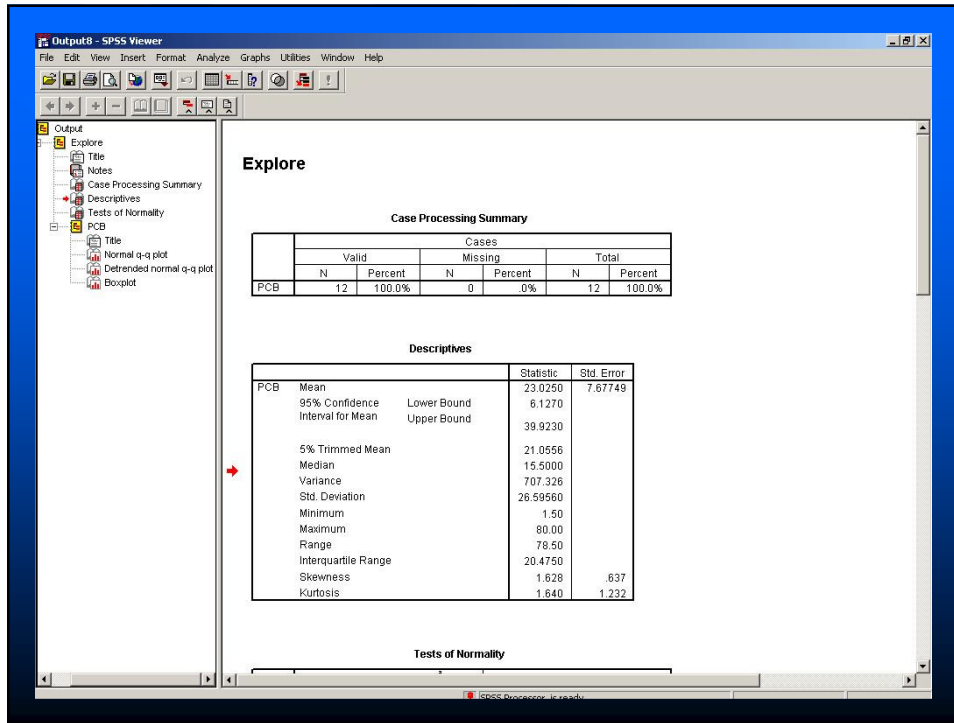 Output8 - SPSS Viewer
File Edit View Insert Format Analyze Graphs Utilities Window Help
Output
Explore
Title
Notes
Case Processing Summary
Descriptives
Tests of Normality
PCB
Title
Normal q-q plot
Detrended normal q-q plot
Boxplot
Explore
Case Processing Summary
Cases
Valid Missing Total
N Percent N Percent N Percent
PCB 12 100.0% 0 .0% 12 100.0%
Descriptives
Statistic Std. Error
PCB Mean 23.0250 7.67749
95% Confidence Interval for Mean Lower Bound 6.1270
Upper Bound 39.9230
5% Trimmed Mean 21.0556
Median 15.5000
Variance 707.326
Std. Deviation 26.59560
Minimum 1.50
Maximum 80.00
Range 78.50
Interquartile Range 20.4750
Skewness 1.628 .637
Kurtosis 1.640 1.232
Tests of Normality
SPSS Processor is ready